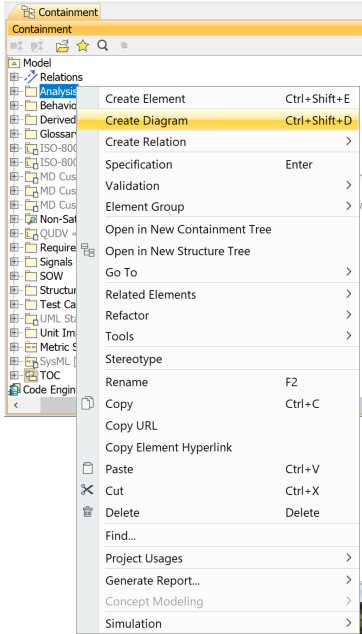 Containment
Containment
Model
Relations
Analysis
Create Element Ctrl+Shift+E
Behavio
Create Diagram Ctrl+Shift+D
Derived
Glossar
Create Relation
ISO-800
ISO-800
Specification Enter
MD Cus
Validation
MD Cus
MD Cus
Element Group
Non-Sat
Open in New Containment Tree
QUDV «
Require
Open in New Structure Tree
Signals
Go To
SOW
Structur
Related Elements
Test Ca
Refactor
UML Sta
Unit Im
Tools
Metric S
Stereotype
SysML [
TOC
Rename F2
Code Engin
Copy Ctrl+C
Copy URL
Copy Element Hyperlink
Paste Ctrl+V
Cut Ctrl+X
Delete Delete
Find...
Project Usages
Generate Report...
Concept Modeling
Simulation